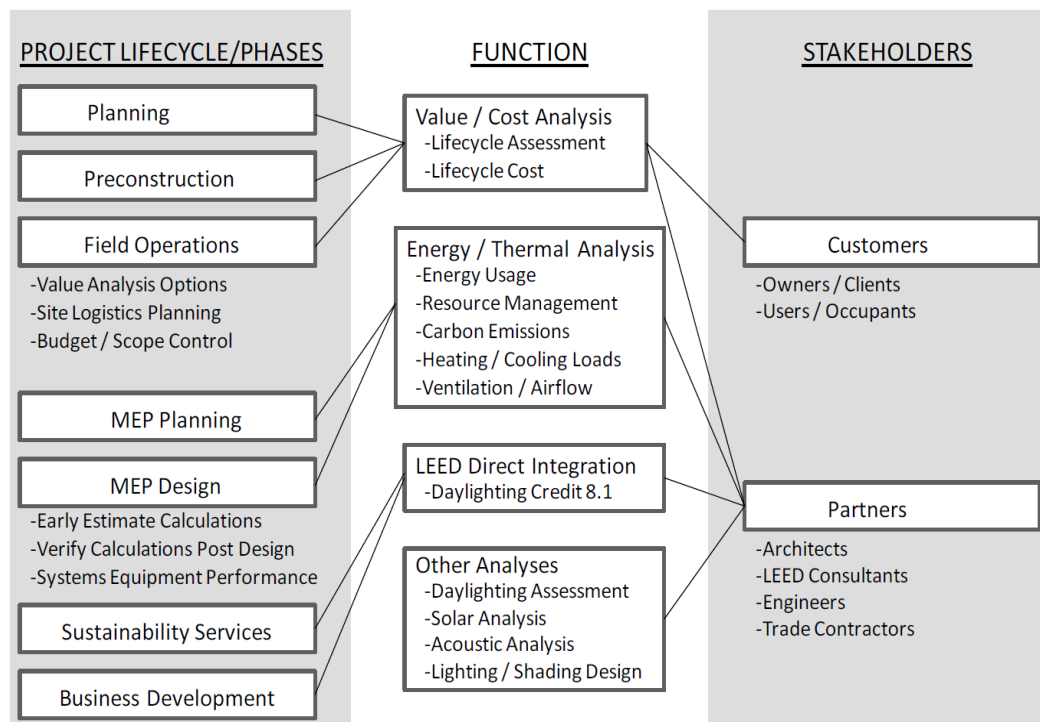 PROJECT LIFECYCLE/PHASES
Planning
Preconstruction
Field Operations
-Value Analysis Options
-Site Logistics Planning
-Budget / Scope Control
MEP Planning
MEP Design
-Early Estimate Calculations
-Verify Calculations Post Design
-Systems Equipment Performance
Sustainability Services
Business Development
FUNCTION
Value / Cost Analysis
-Lifecycle Assessment
-Lifecycle Cost
Energy / Thermal Analysis
-Energy Usage
-Resource Management
-Carbon Emissions
-Heating / Cooling Loads
-Ventilation / Airflow
LEED Direct Integration
-Daylighting Credit 8.1
Other Analyses
-Daylighting Assessment
-Solar Analysis
-Acoustic Analysis
-Lighting / Shading Design
STAKEHOLDERS
Customers
-Owners / Clients
-Users / Occupants
Partners
-Architects
-LEED Consultants
-Engineers
-Trade Contractors